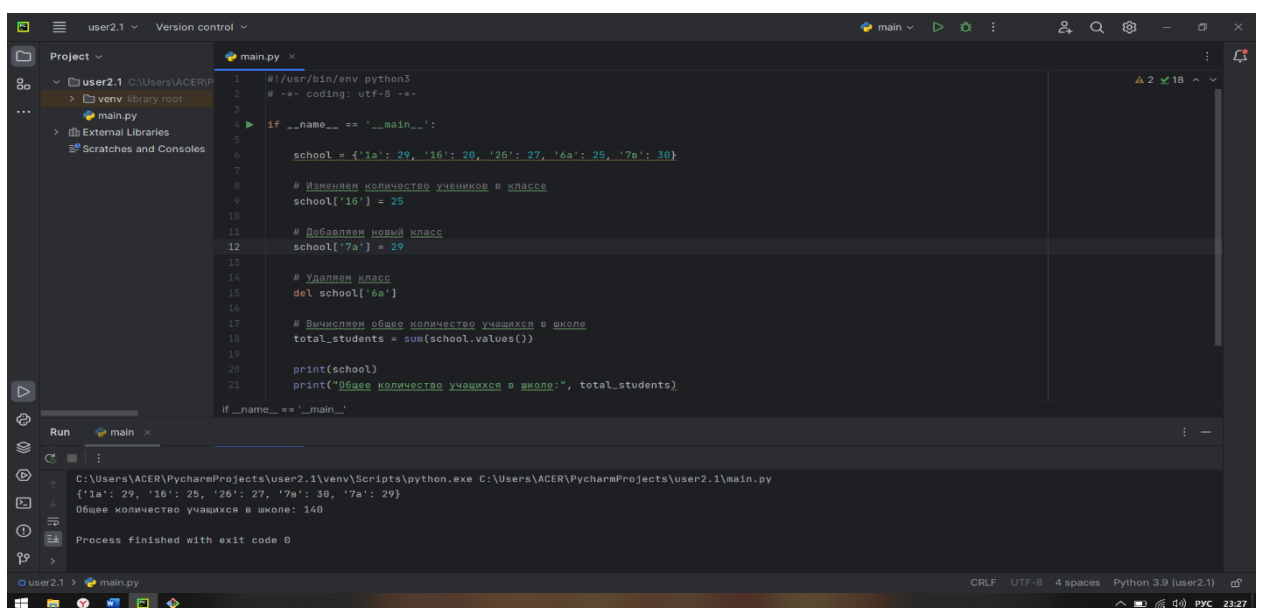 user2.1 Version control main
Project main.py
user2.1 C:\Users\ACER\P
venv library root
main.py
External Libraries
Scratches and Consoles
2 18
1 #!/usr/bin/env python3
2 # -*- coding: utf-8 -*-
3
4 if __name__ == '__main__':
5
6 school = {'1а': 29, '1б': 20, '2б': 27, '6а': 25, '7в': 30}
7
8 # Изменяем количество учеников в классе
9 school['1б'] = 25
10
11 # Добавляем новый класс
12 school['7а'] = 29
13
14 # Удаляем класс
15 del school['6а']
16
17 # Вычисляем общее количество учащихся в школе
18 total_students = sum(school.values())
19
20 print(school)
21 print("Общее количество учащихся в школе:", total_students)
if __name__ == '__main__'
Run main
C:\Users\ACER\PycharmProjects\user2.1\venv\Scripts\python.exe C:\Users\ACER\PycharmProjects\user2.1\main.py
{'1а': 29, '1б': 25, '2б': 27, '7в': 30, '7а': 29}
Общее количество учащихся в школе: 140
Process finished with exit code 0
user2.1 > main.py CRLF UTF-8 4 spaces Python 3.9 (user2.1)
РУС 23:27